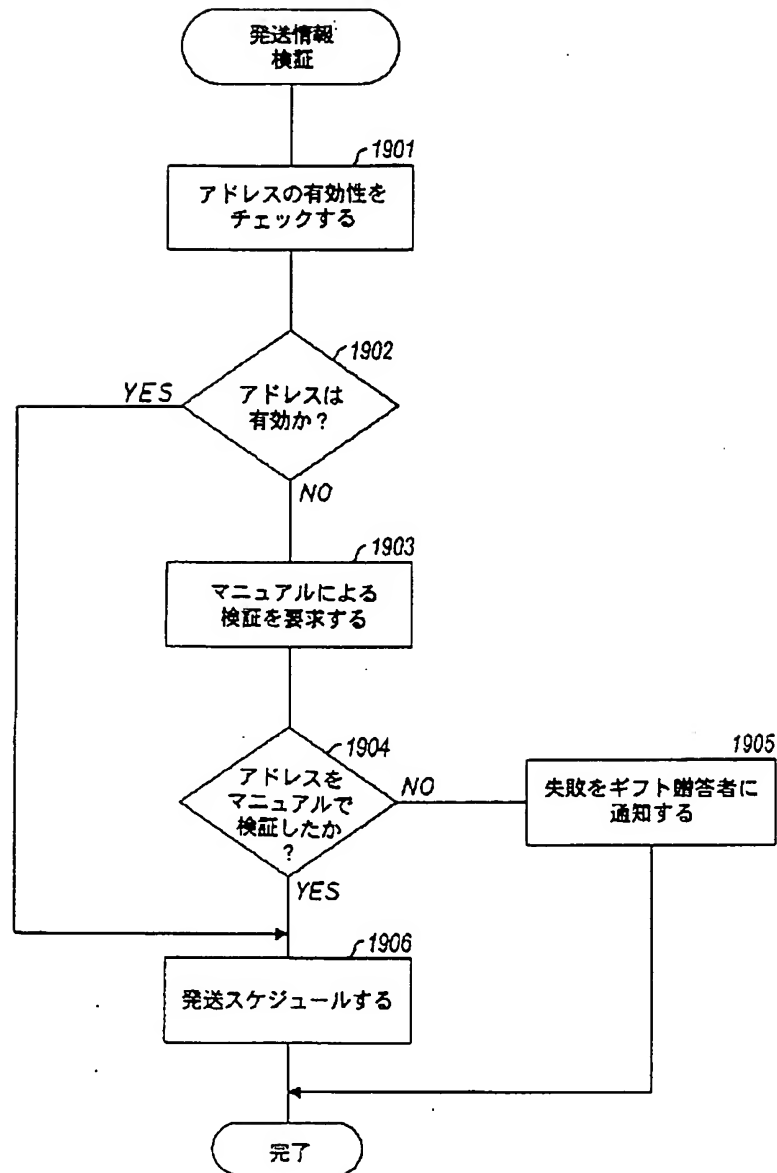 発送情報
検証
1901
アドレスの有効性を
チェックする
1902
YES
アドレスは
有効か?
NO
1903
マニュアルによる
検証を要求する
1904
アドレスを
マニュアルで
検証したか
?
NO
1905
失敗をギフト贈答者に
通知する
YES
1906
発送スケジュールする
完了